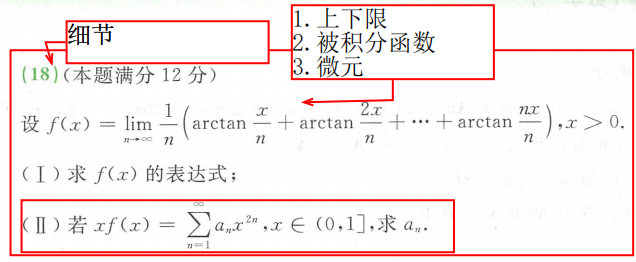 细节
1. 上下限
2. 被积分函数
3. 微元
(18)(本题满分 12 分)
设 f(x) = lim_{n→∞} 1/n (arctan x/n + arctan 2x/n + ⋯ + arctan nx/n), x > 0.
(Ⅰ) 求 f(x) 的表达式;
(Ⅱ) 若 xf(x) = ∑_{n=1}^{∞} a_n x^{2n}, x ∈ (0,1], 求 a_n.